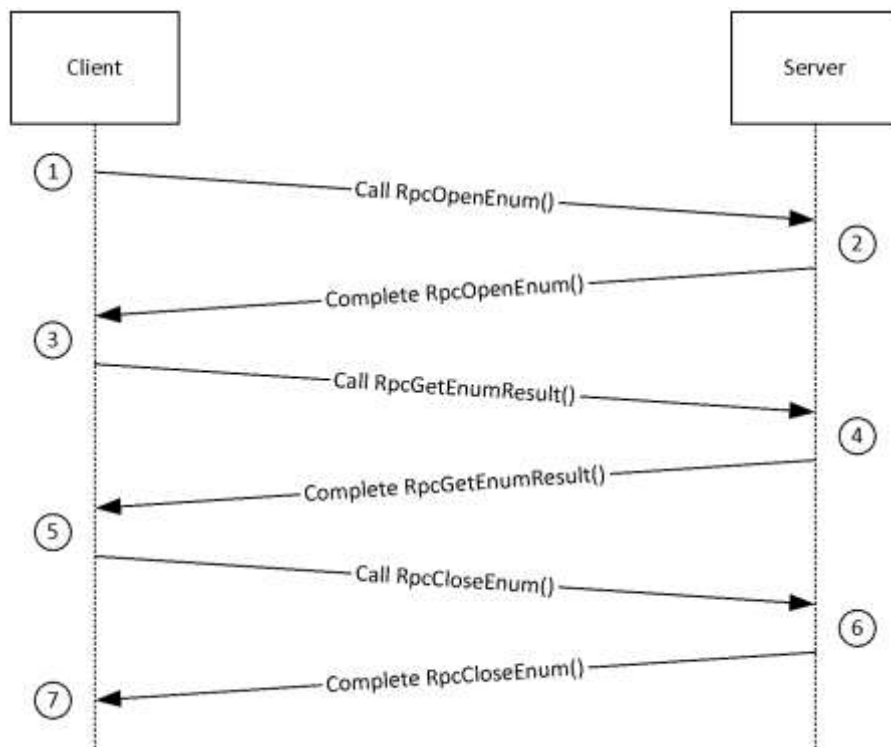 Client
Server
1
Call RpcOpenEnum()
2
Complete RpcOpenEnum()
3
Call RpcGetEnumResult()
4
Complete RpcGetEnumResult()
5
Call RpcCloseEnum()
6
Complete RpcCloseEnum()
7